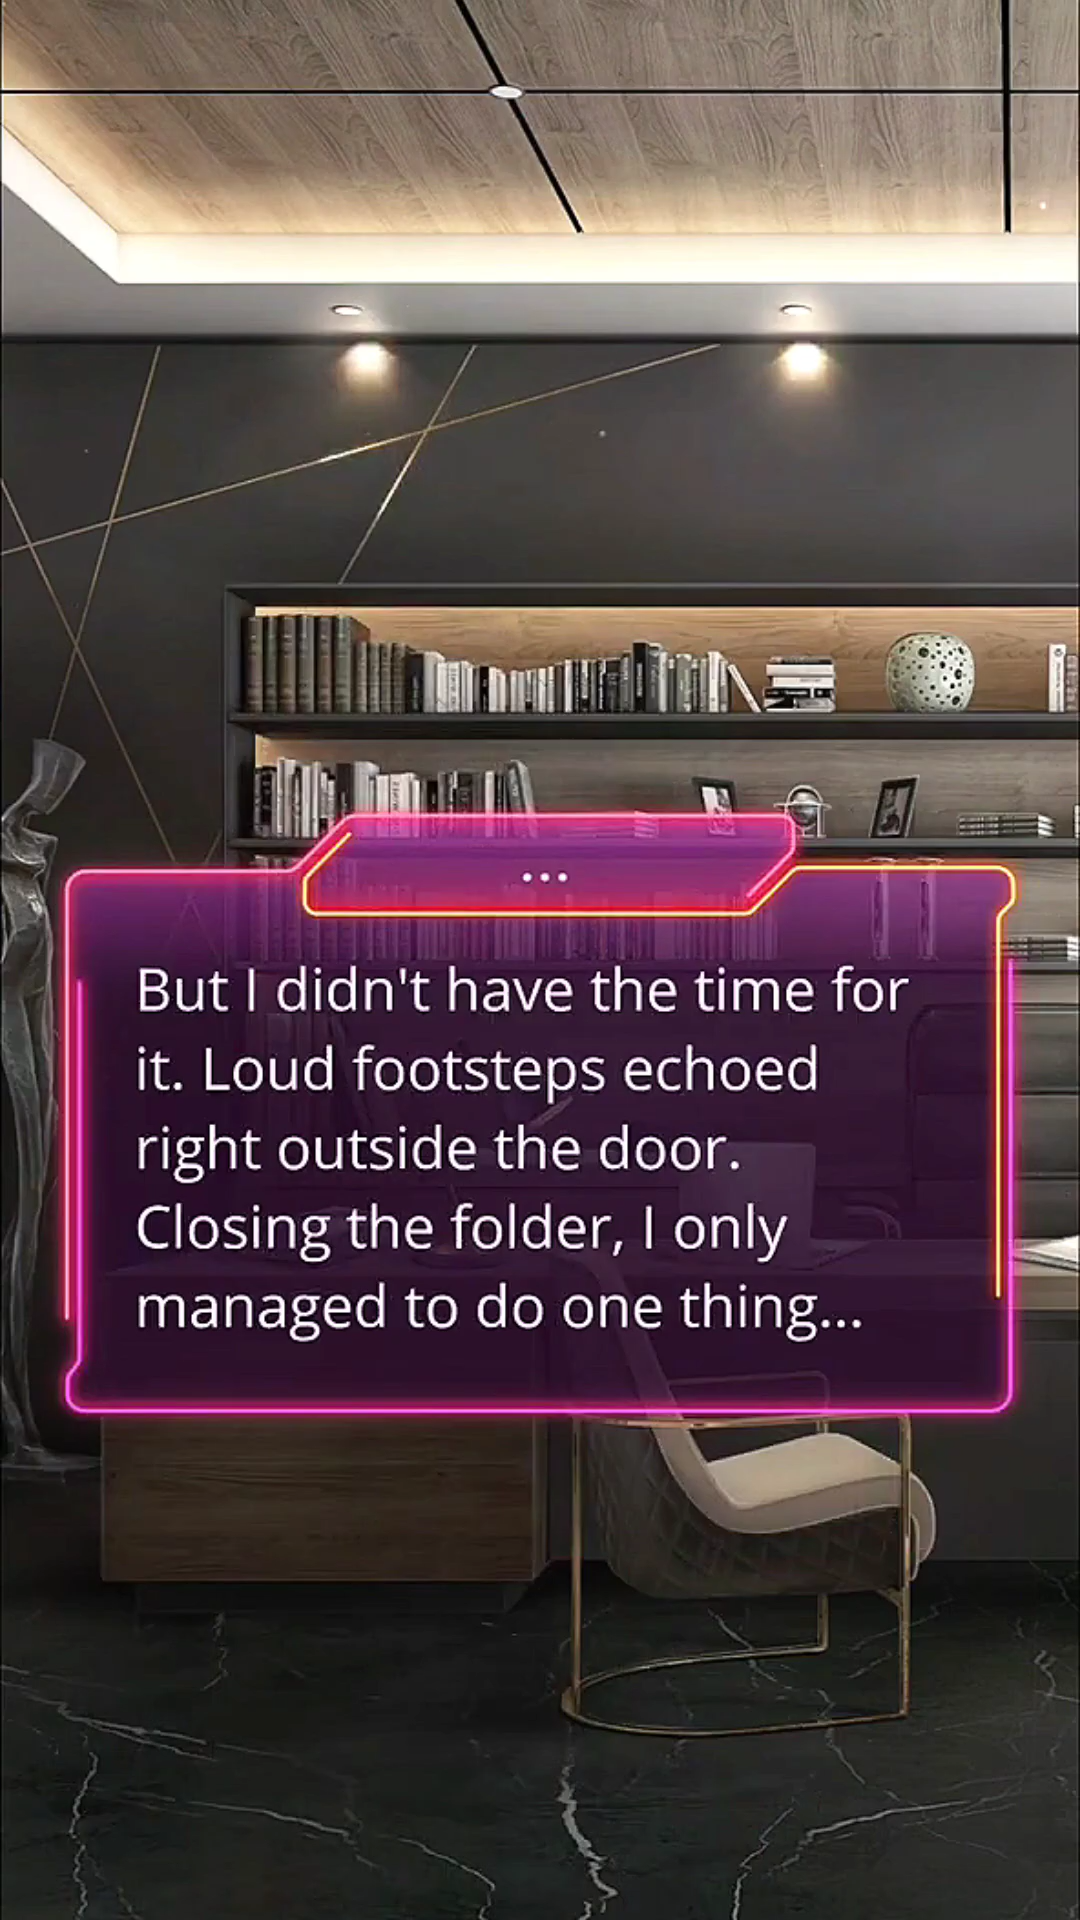 ...
But I didn't have the time for
it. Loud footsteps echoed
right outside the door.
Closing the folder, I only
managed to do one thing...